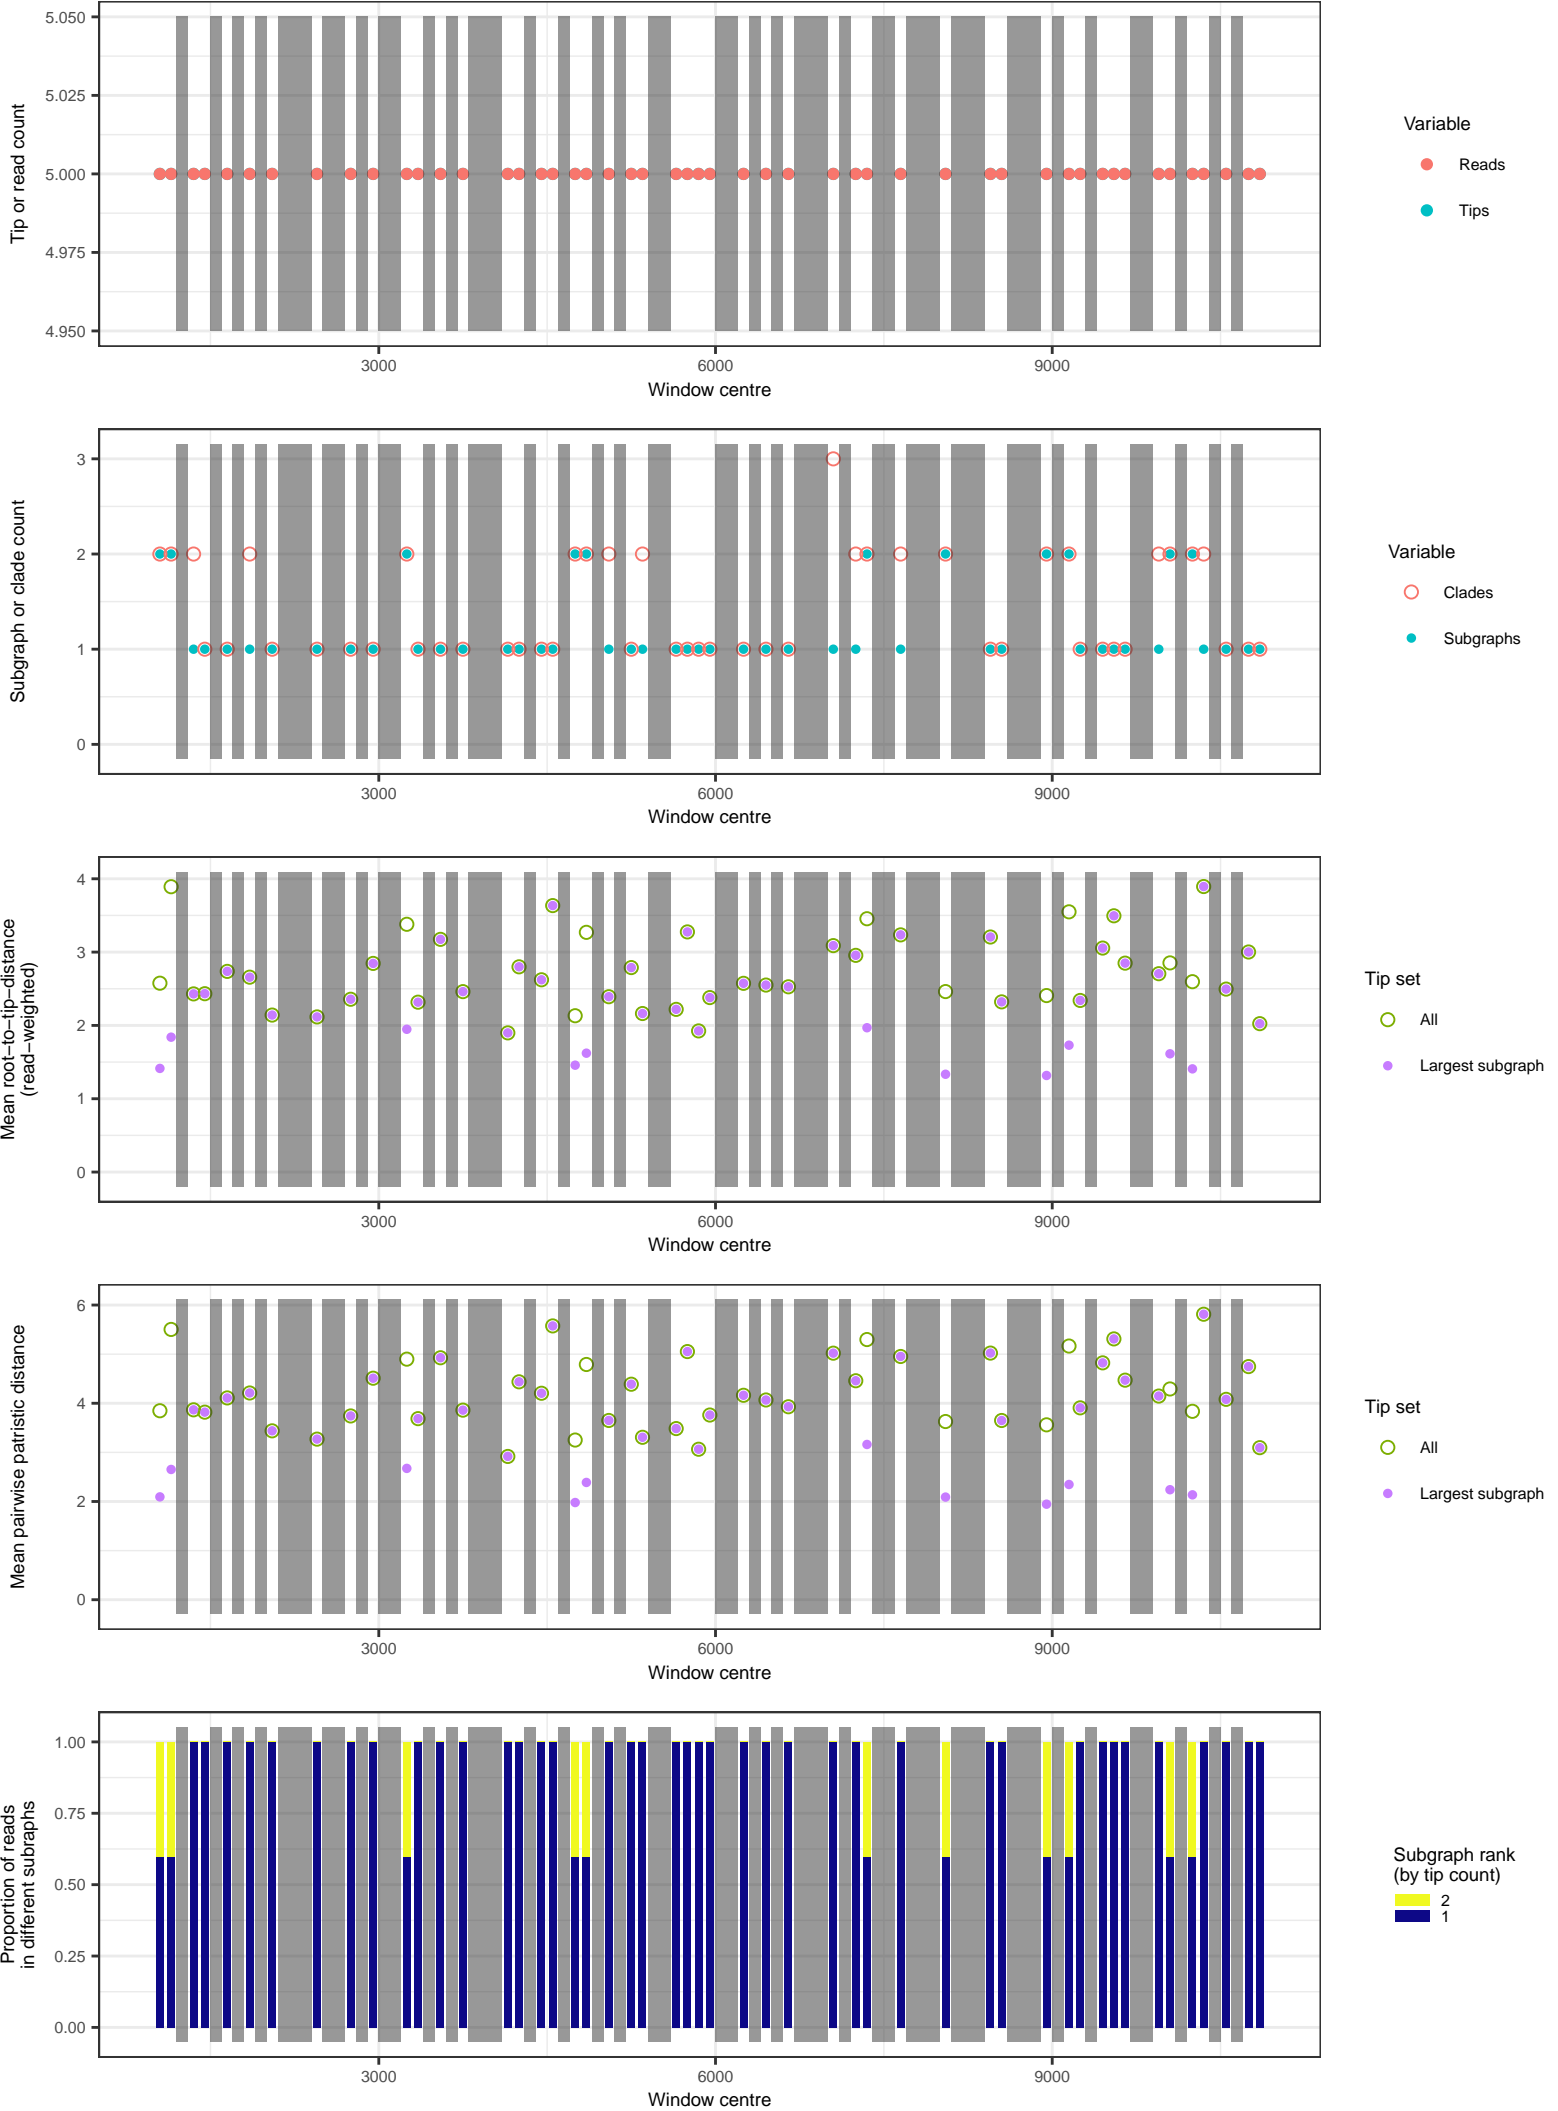 5.050
5.025
5.000
4.975
4.950
Tip or read count
3000
6000
9000
Window centre
Variable
Reads
Tips
3
2
1
0
Subgraph or clade count
3000
6000
9000
Window centre
Variable
Clades
Subgraphs
4
3
2
1
0
Mean root−to−tip−distance
(read−weighted)
3000
6000
9000
Window centre
Tip set
All
Largest subgraph
6
4
2
0
Mean pairwise patristic distance
3000
6000
9000
Window centre
Tip set
All
Largest subgraph
1.00
0.75
0.50
0.25
0.00
Proportion of reads
in different subraphs
3000
6000
9000
Window centre
Subgraph rank
(by tip count)
2
1